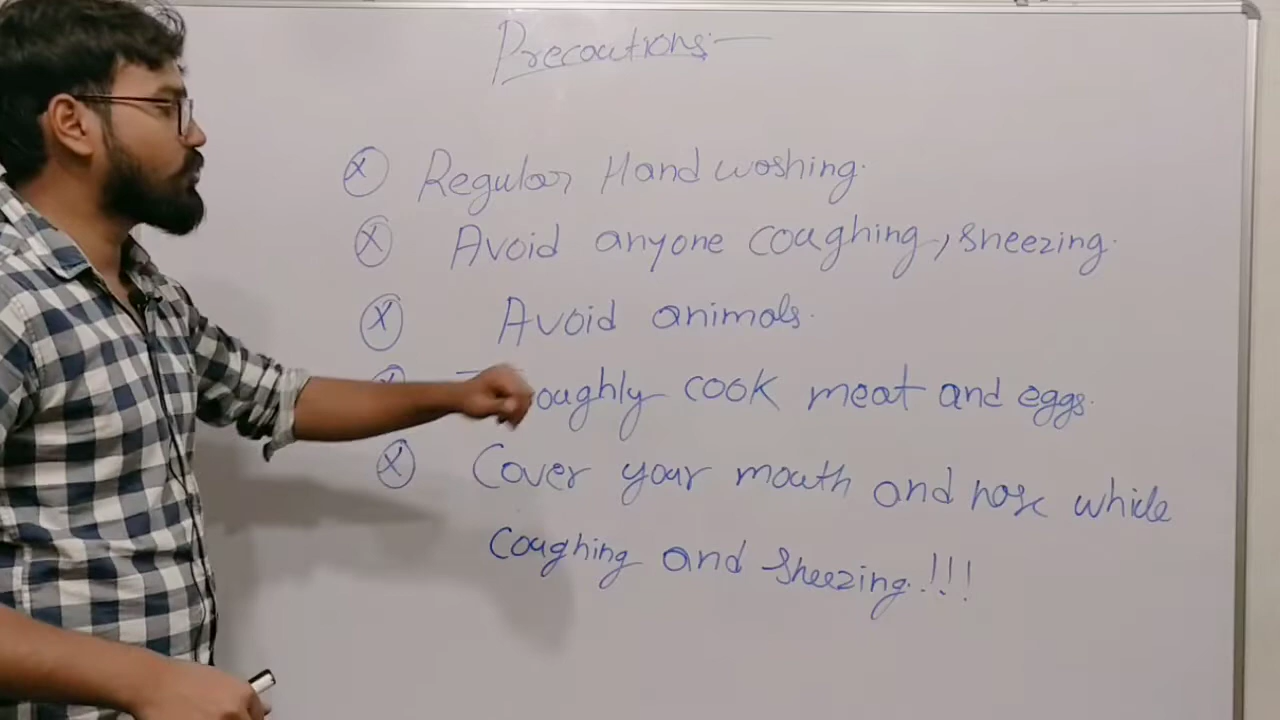 Precautions:—
Ⓧ Regular Hand washing.
Ⓧ Avoid anyone coughing, sneezing.
Ⓧ Avoid animals.
cook meat and eggs.
Ⓧ Cover your mouth and nose while
coughing and sneezing.!!!